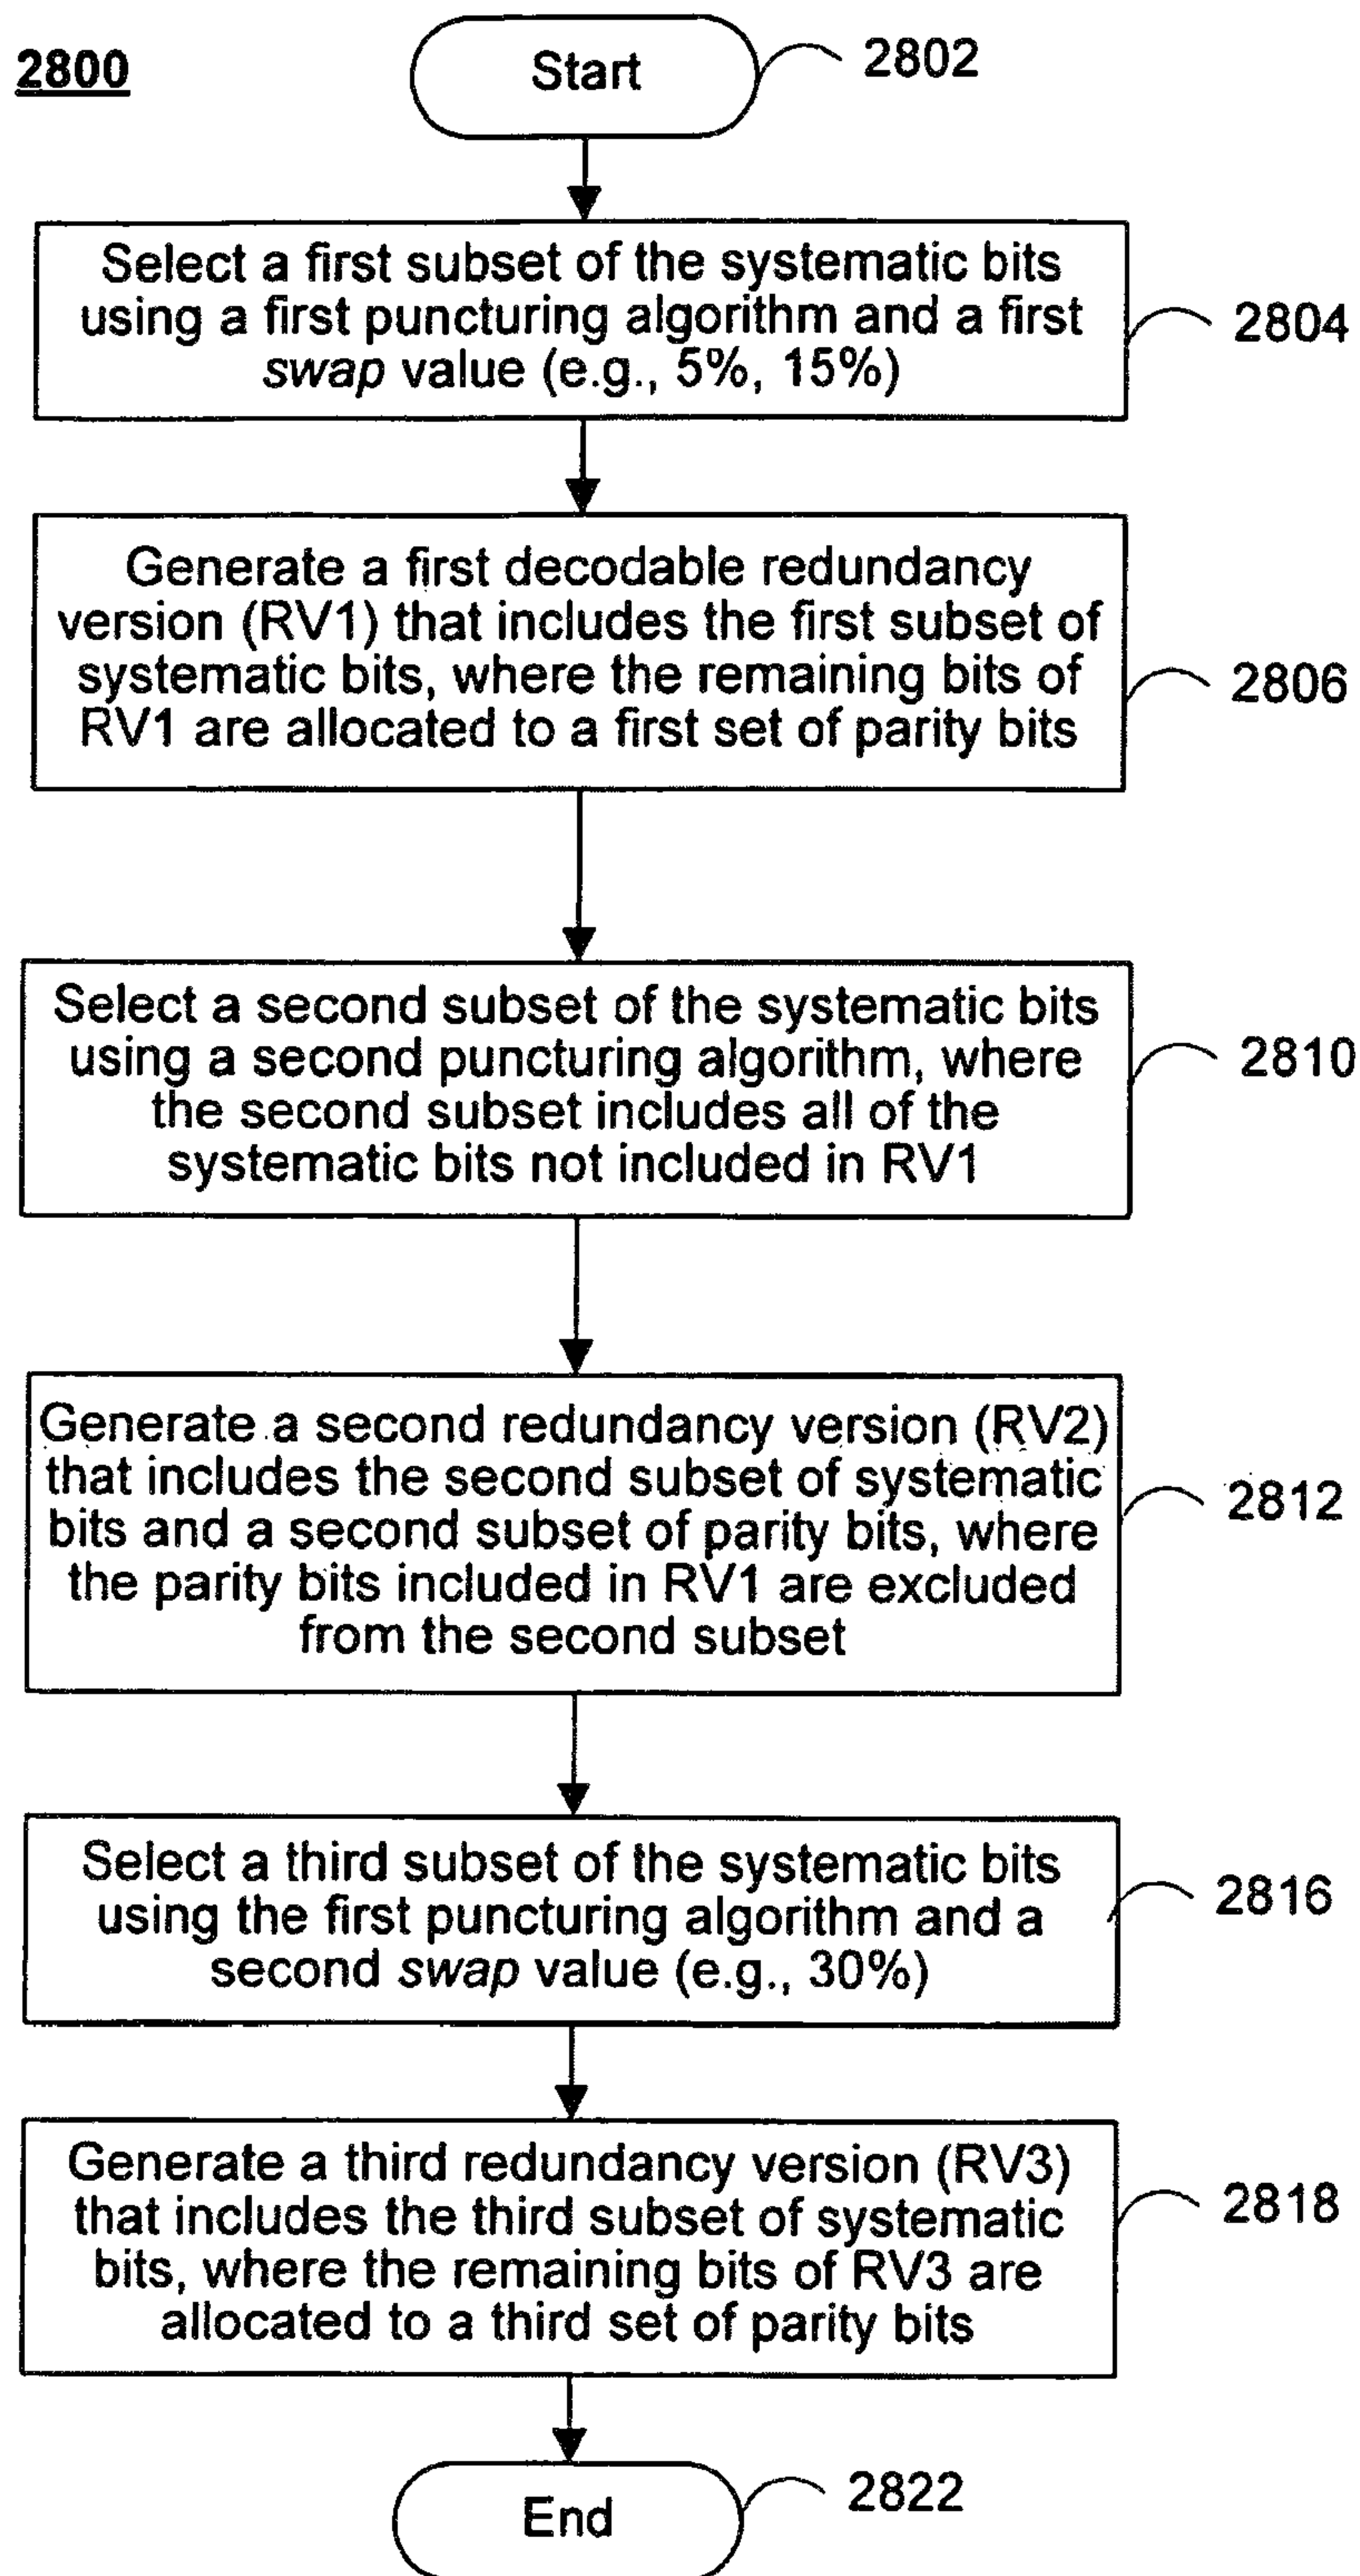 2800
Start
2802
Select a first subset of the systematic bits
using a first puncturing algorithm and a first
swap value (e.g., 5%, 15%)
2804
Generate a first decodable redundancy
version (RV1) that includes the first subset of
systematic bits, where the remaining bits of
RV1 are allocated to a first set of parity bits
2806
Select a second subset of the systematic bits
using a second puncturing algorithm, where
the second subset includes all of the
systematic bits not included in RV1
2810
Generate a second redundancy version (RV2)
that includes the second subset of systematic
bits and a second subset of parity bits, where
the parity bits included in RV1 are excluded
from the second subset
2812
Select a third subset of the systematic bits
using the first puncturing algorithm and a
second swap value (e.g., 30%)
2816
Generate a third redundancy version (RV3)
that includes the third subset of systematic
bits, where the remaining bits of RV3 are
allocated to a third set of parity bits
2818
End
2822